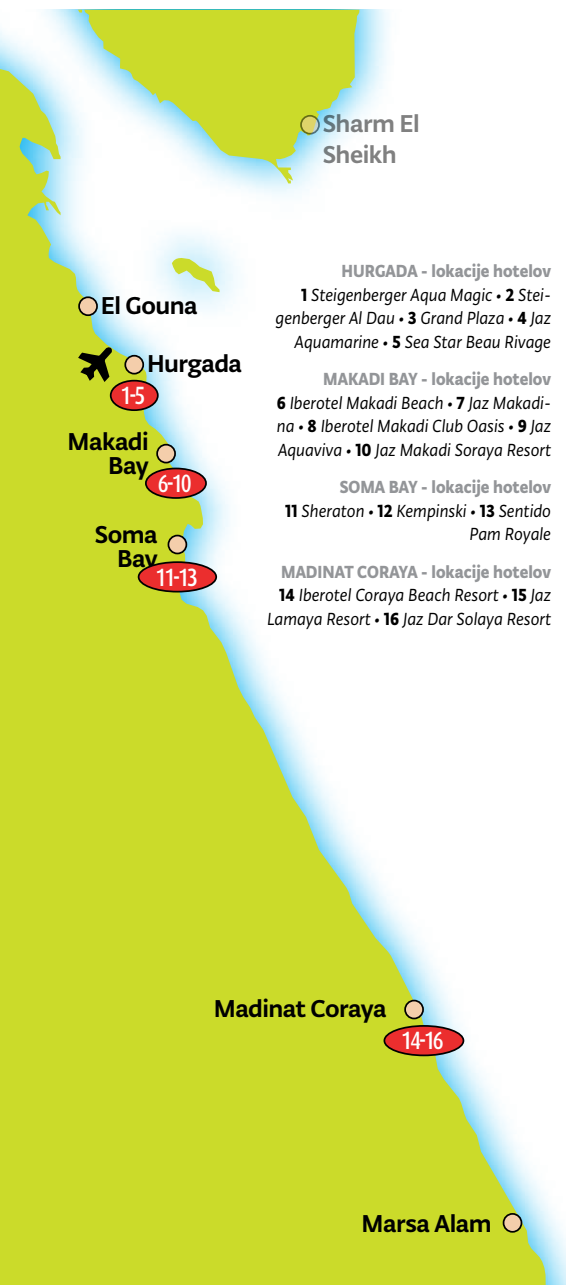 Sharm El
Sheikh
HURGADA - lokacije hotelov
1 Steigenberger Aqua Magic • 2 Stei-
genberger Al Dau • 3 Grand Plaza • 4 Jaz
Aquamarine • 5 Sea Star Beau Rivage
MAKADI BAY - lokacije hotelov
6 Iberotel Makadi Beach • 7 Jaz Makadi-
na • 8 Iberotel Makadi Club Oasis • 9 Jaz
Aquaviva • 10 Jaz Makadi Soraya Resort
SOMA BAY - lokacije hotelov
11 Sheraton • 12 Kempinski • 13 Sentido
Pam Royale
MADINAT CORAYA - lokacije hotelov
14 Iberotel Coraya Beach Resort • 15 Jaz
Lamaya Resort • 16 Jaz Dar Solaya Resort
El Gouna
Hurgada
1-5
Makadi
Bay
6-10
Soma
Bay
11-13
Madinat Coraya
14-16
Marsa Alam